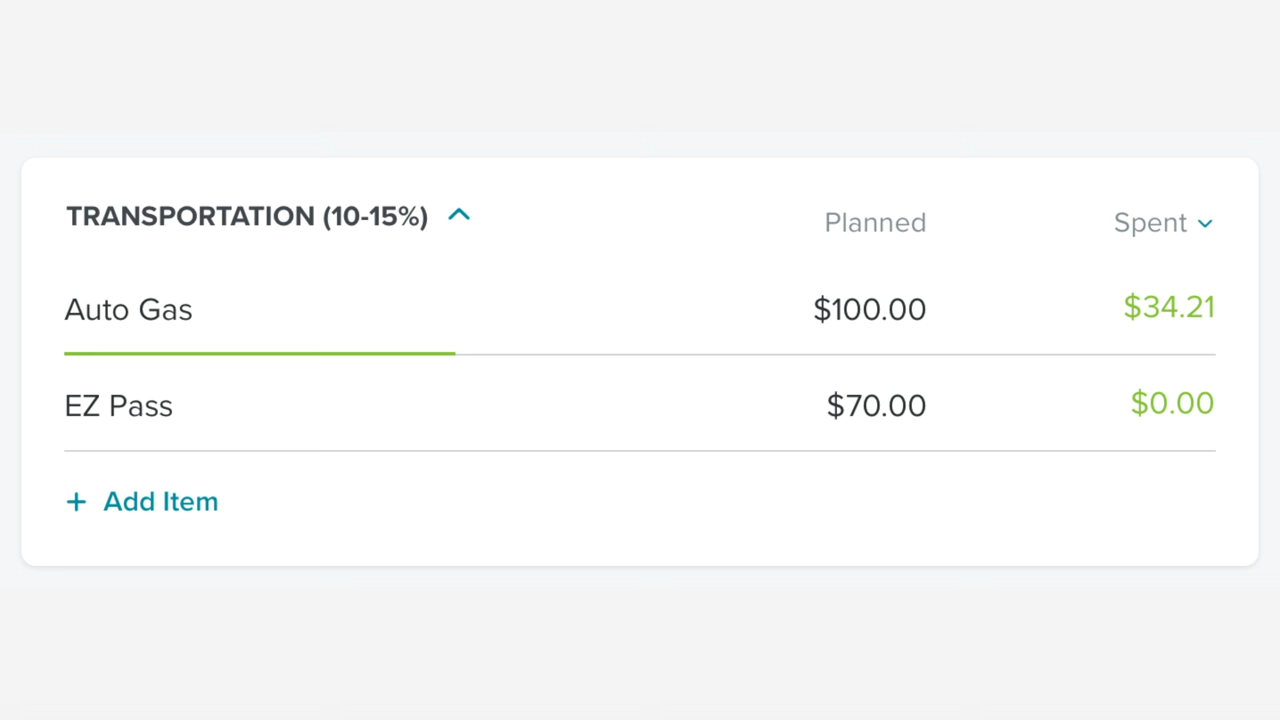 TRANSPORTATION (10-15%) Planned Spent
Auto Gas $100.00 $34.21
EZ Pass $70.00 $0.00
+ Add Item